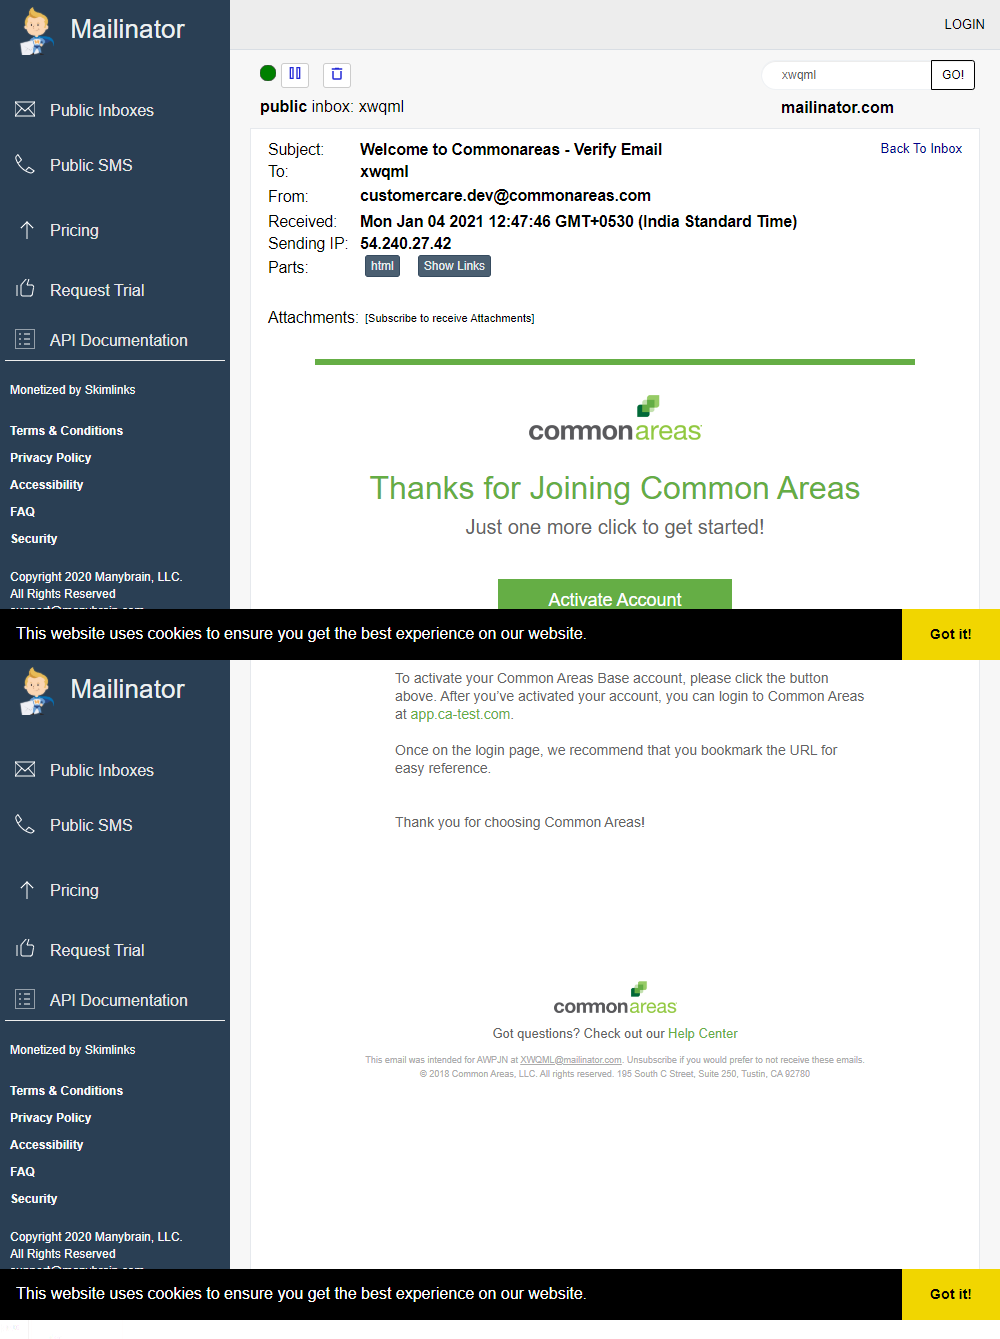 Mailinator
LOGIN
xwqml
GO!
public inbox: xwqml
mailinator.com
Public Inboxes
Public SMS
Pricing
Request Trial
API Documentation
Monetized by Skimlinks
Terms & Conditions
Privacy Policy
Accessibility
FAQ
Security
Copyright 2020 Manybrain, LLC.
All Rights Reserved
Subject: Welcome to Commonareas - Verify Email
Back To Inbox
To: xwqml
From: customercare.dev@commonareas.com
Received: Mon Jan 04 2021 12:47:46 GMT+0530 (India Standard Time)
Sending IP: 54.240.27.42
Parts: html Show Links
Attachments: [Subscribe to receive Attachments]
commonareas
Thanks for Joining Common Areas
Just one more click to get started!
Activate Account
This website uses cookies to ensure you get the best experience on our website.
Got it!
Mailinator
Public Inboxes
Public SMS
Pricing
Request Trial
API Documentation
Monetized by Skimlinks
Terms & Conditions
Privacy Policy
Accessibility
FAQ
Security
Copyright 2020 Manybrain, LLC.
All Rights Reserved
To activate your Common Areas Base account, please click the button
above. After you've activated your account, you can login to Common Areas
at app.ca-test.com.
Once on the login page, we recommend that you bookmark the URL for
easy reference.
Thank you for choosing Common Areas!
commonareas
Got questions? Check out our Help Center
This email was intended for AWPJN at XWQML@mailinator.com. Unsubscribe if you would prefer to not receive these emails.
© 2018 Common Areas, LLC. All rights reserved. 195 South C Street, Suite 250, Tustin, CA 92780
This website uses cookies to ensure you get the best experience on our website.
Got it!